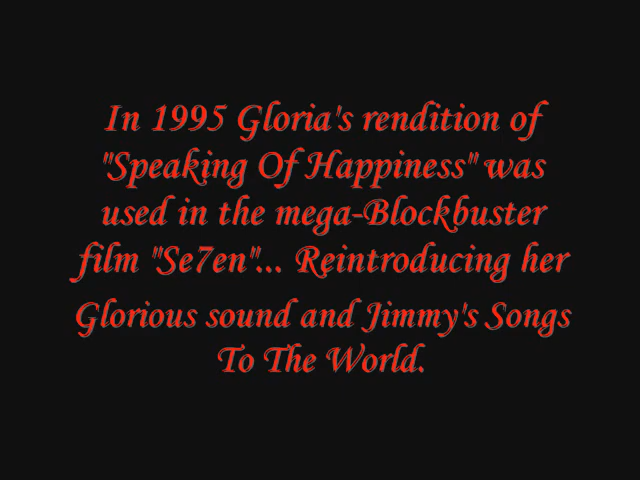 In 1995 Gloria's rendition of
"Speaking Of Happiness" was
used in the mega-Blockbuster
film "Se7en"... Reintroducing her
Glorious sound and Jimmy's Songs
To The World.